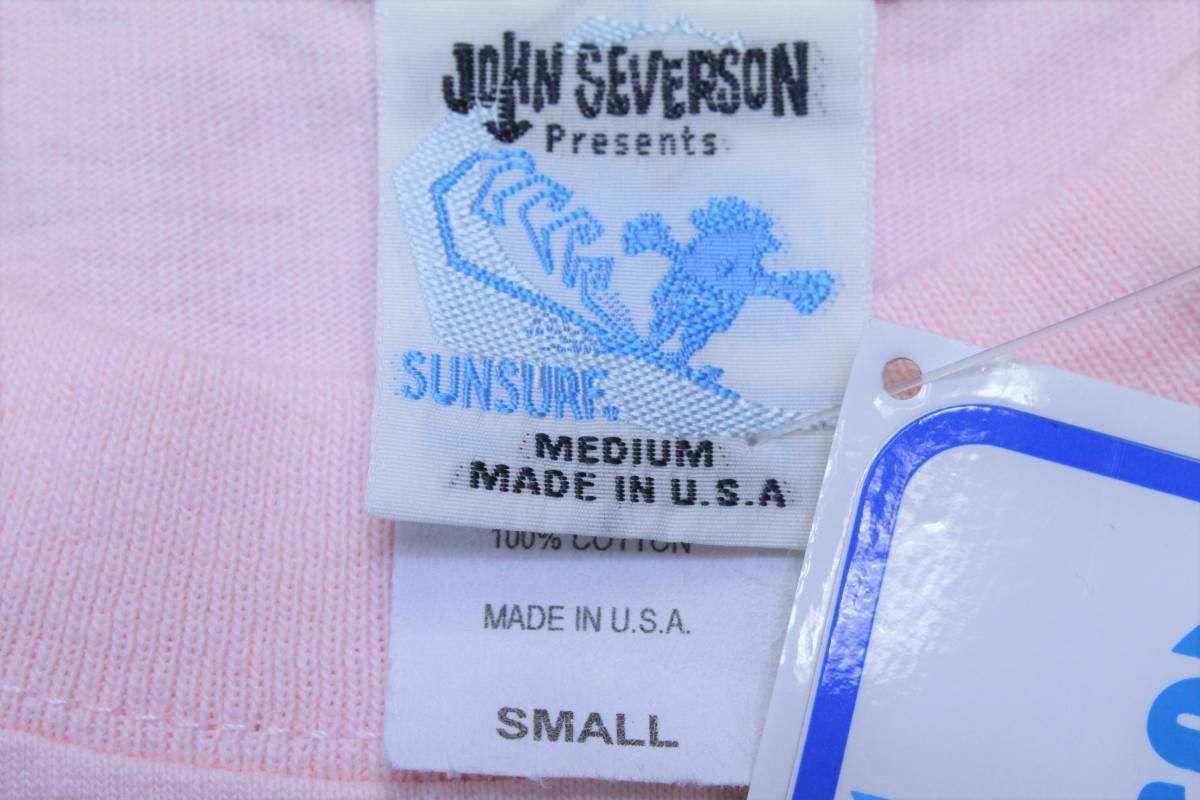 JOHN SEVERSON
Presents
SUNSURF.
MEDIUM
MADE IN U.S.A
100% COTTON
MADE IN U.S.A.
SMALL